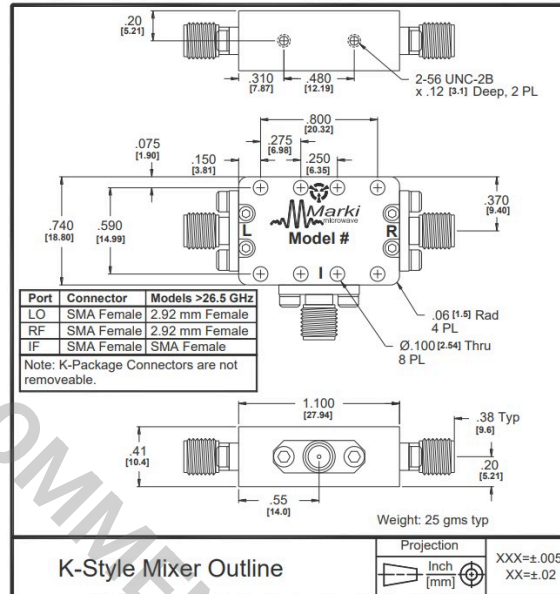 .20
[5.21]
.310
[7.87]
.480
[12.19]
2-56 UNC-2B
x .12 [3.1] Deep, 2 PL
.800
[20.32]
.075
[1.90]
.275
[6.98]
.150
[3.81]
.250
[6.35]
.740
[18.80]
.590
[14.99]
.370
[9.40]
Marki
microwave
L
R
Model #
I
Port Connector Models >26.5 GHz
LO SMA Female 2.92 mm Female
RF SMA Female 2.92 mm Female
IF SMA Female SMA Female
Note: K-Package Connectors are not
removeable.
.06 [1.5] Rad
4 PL
Ø.100 [2.54] Thru
8 PL
1.100
[27.94]
.38 Typ
[9.6]
.41
[10.4]
.20
[5.21]
.55
[14.0]
Weight: 25 gms typ
K-Style Mixer Outline
Projection
Inch
[mm]
XXX=±.005
XX=±.02